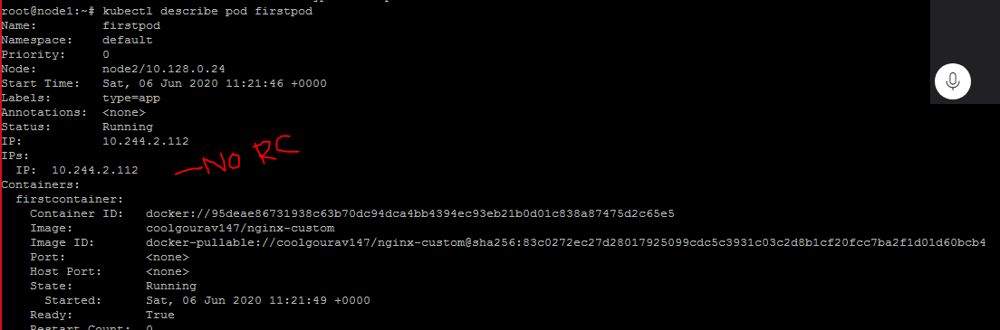 root@node1:~# kubectl describe pod firstpod
Name:         firstpod
Namespace:    default
Priority:     0
Node:         node2/10.128.0.24
Start Time:   Sat, 06 Jun 2020 11:21:46 +0000
Labels:       type=app
Annotations:  <none>
Status:       Running
IP:           10.244.2.112
IPs:
  IP:  10.244.2.112
—NO RC
Containers:
  firstcontainer:
    Container ID:   docker://95deae86731938c63b70dc94dca4bb4394ec93eb21b0d01c838a87475d2c65e5
    Image:          coolgourav147/nginx-custom
    Image ID:       docker-pullable://coolgourav147/nginx-custom@sha256:83c0272ec27d28017925099cdc5c3931c03c2d8b1cf20fcc7ba2f1d01d60bcb4
    Port:           <none>
    Host Port:      <none>
    State:          Running
      Started:      Sat, 06 Jun 2020 11:21:49 +0000
    Ready:          True
    Restart Count:  0